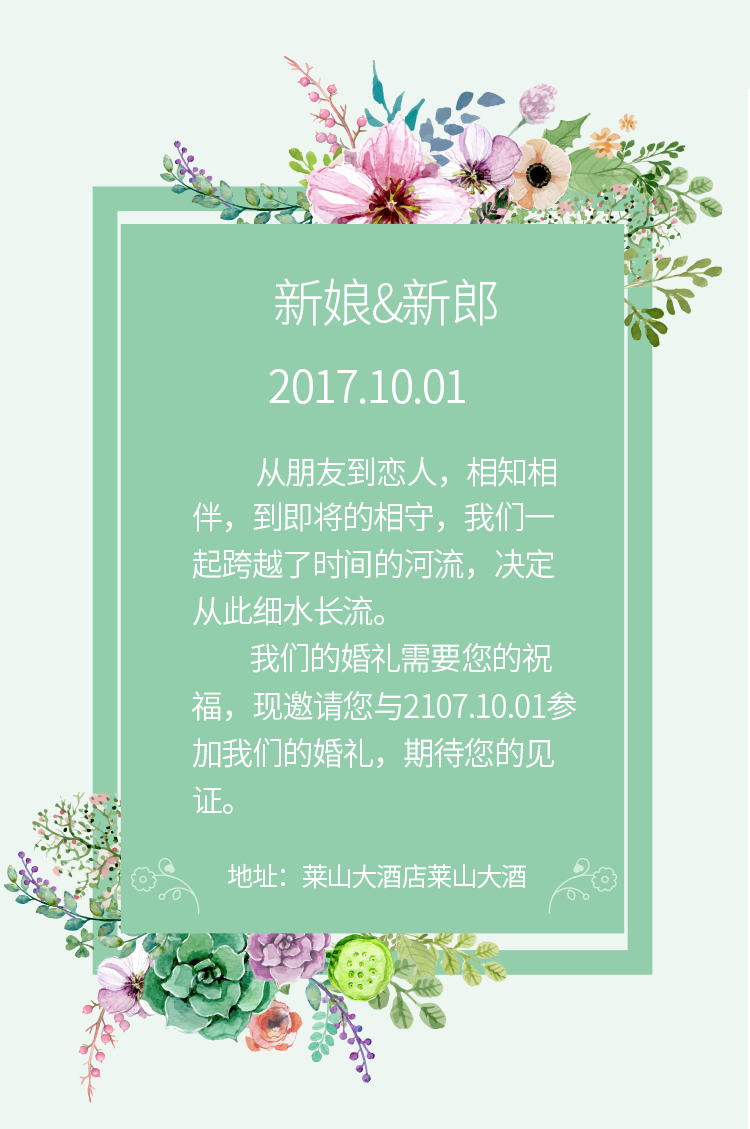 新娘&新郎
2017.10.01
从朋友到恋人，相知相
伴，到即将的相守，我们一
起跨越了时间的河流，决定
从此细水长流。
我们的婚礼需要您的祝
福，现邀请您与2107.10.01参
加我们的婚礼，期待您的见
证。
地址：莱山大酒店莱山大酒